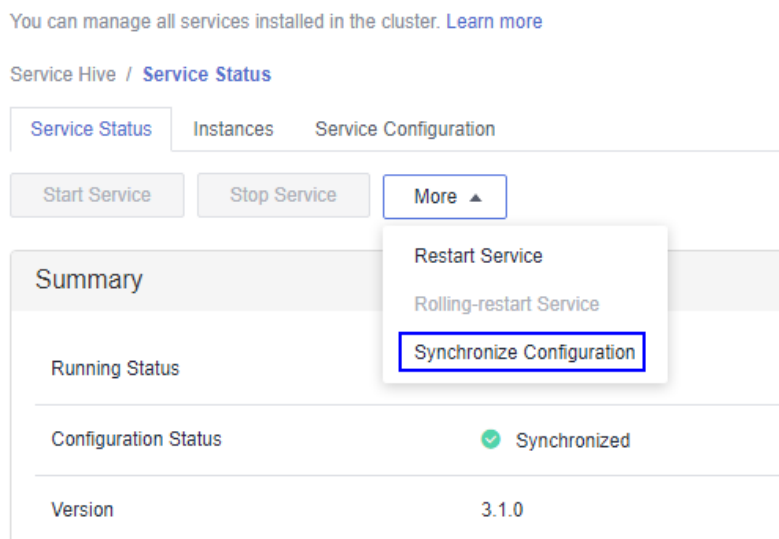 You can manage all services installed in the cluster. Learn more
Service Hive / Service Status
Service Status Instances Service Configuration
Start Service Stop Service More
Restart Service
Summary
Rolling-restart Service
Synchronize Configuration
Running Status
Configuration Status Synchronized
Version 3.1.0